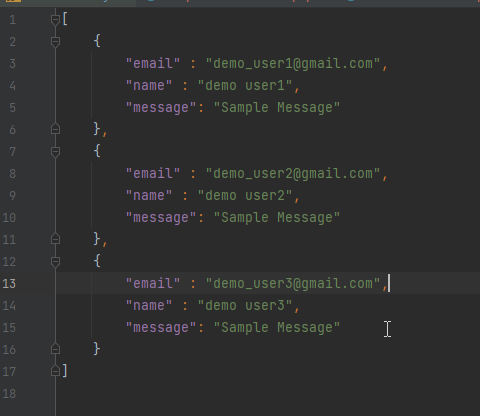 1 [
2 {
3 "email" : "demo_user1@gmail.com",
4 "name" : "demo user1",
5 "message": "Sample Message"
6 },
7 {
8 "email" : "demo_user2@gmail.com",
9 "name" : "demo user2",
10 "message": "Sample Message"
11 },
12 {
13 "email" : "demo_user3@gmail.com",
14 "name" : "demo user3",
15 "message": "Sample Message"
16 }
17 ]
18